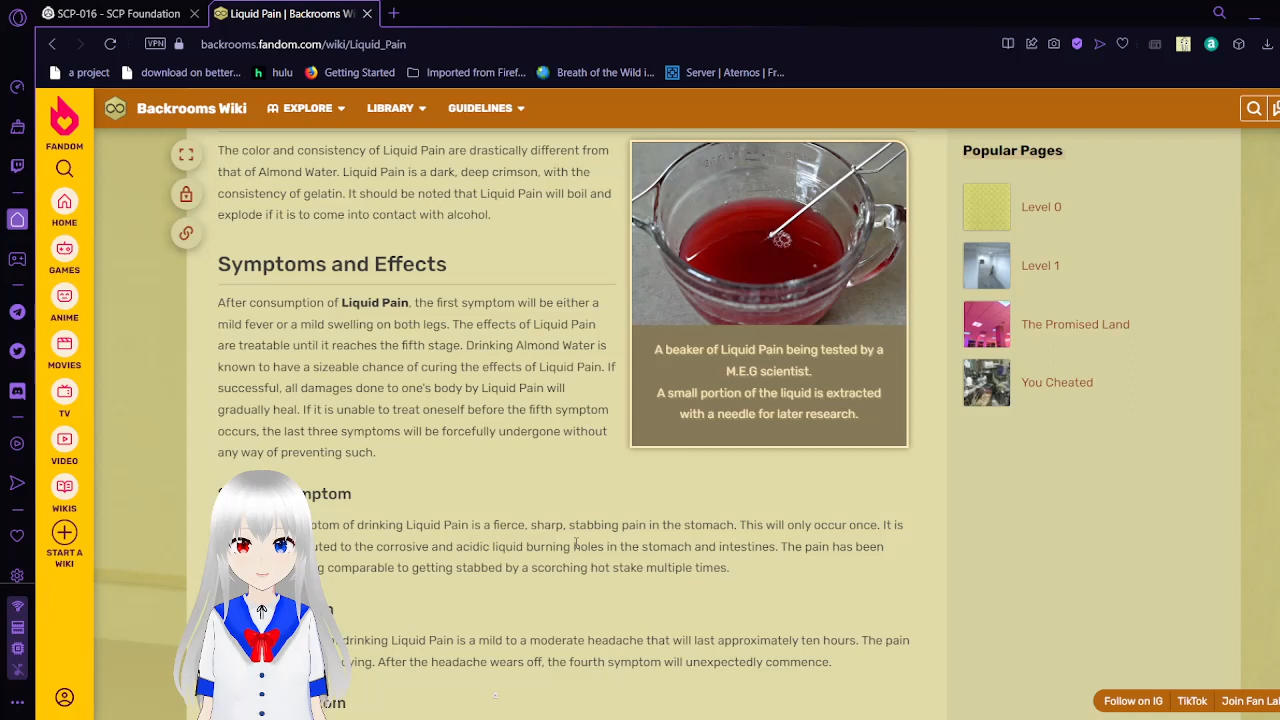 SCP-016 - SCP Foundation
Liquid Pain | Backrooms Wi
VPN
backrooms.fandom.com/wiki/Liquid_Pain
a project
download on better...
hulu
Getting Started
Imported from Firef...
Breath of the Wild i...
Server | Aternos | Fr...
Backrooms Wiki
EXPLORE
LIBRARY
GUIDELINES
FANDOM
HOME
GAMES
ANIME
MOVIES
TV
VIDEO
WIKIS
START A
WIKI
The color and consistency of Liquid Pain are drastically different from
that of Almond Water. Liquid Pain is a dark, deep crimson, with the
consistency of gelatin. It should be noted that Liquid Pain will boil and
explode if it is to come into contact with alcohol.
Symptoms and Effects
After consumption of Liquid Pain, the first symptom will be either a
mild fever or a mild swelling on both legs. The effects of Liquid Pain
are treatable until it reaches the fifth stage. Drinking Almond Water is
known to have a sizeable chance of curing the effects of Liquid Pain. If
successful, all damages done to one's body by Liquid Pain will
gradually heal. If it is unable to treat oneself before the fifth symptom
occurs, the last three symptoms will be forcefully undergone without
any way of preventing such.
A beaker of Liquid Pain being tested by a
M.E.G scientist.
A small portion of the liquid is extracted
with a needle for later research.
ptom of drinking Liquid Pain is a fierce, sharp, stabbing pain in the stomach. This will only occur once. It is
uted to the corrosive and acidic liquid burning holes in the stomach and intestines. The pain has been
g comparable to getting stabbed by a scorching hot stake multiple times.
drinking Liquid Pain is a mild to a moderate headache that will last approximately ten hours. The pain
ying. After the headache wears off, the fourth symptom will unexpectedly commence.
Popular Pages
Level 0
Level 1
The Promised Land
You Cheated
Follow on IG
TikTok
Join Fan Lal